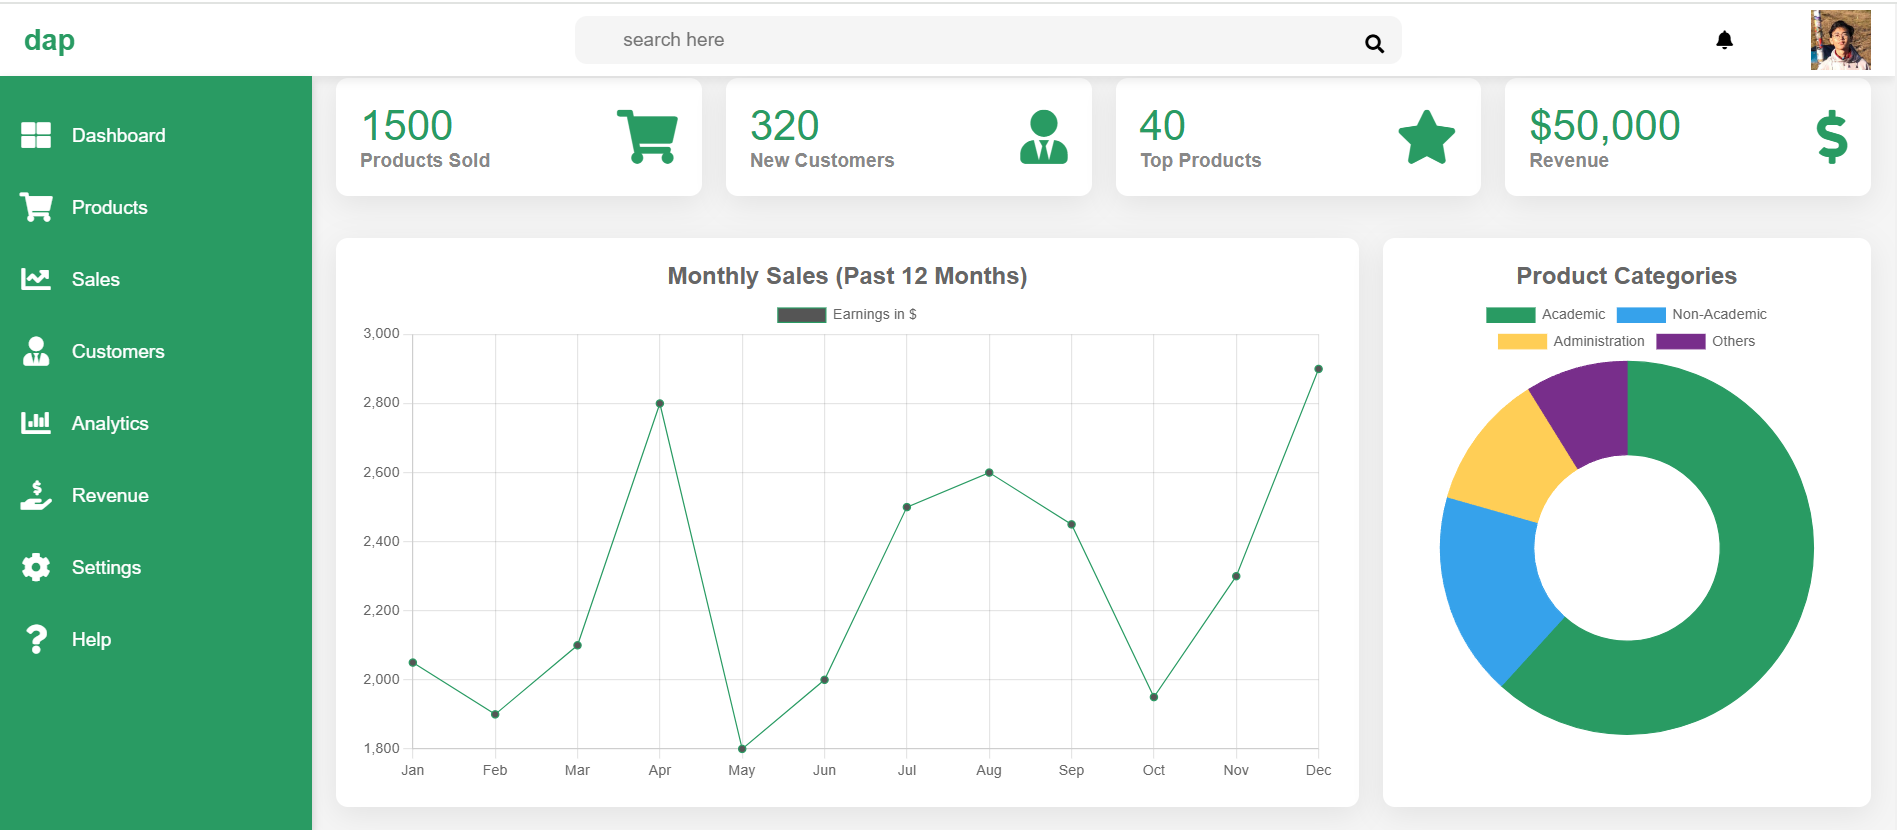 dap
search here
Dashboard
Products
Sales
Customers
Analytics
Revenue
Settings
Help
1500
Products Sold
320
New Customers
40
Top Products
$50,000
Revenue
Monthly Sales (Past 12 Months)
Earnings in $
3,000
2,800
2,600
2,400
2,200
2,000
1,800
Jan Feb Mar Apr May Jun Jul Aug Sep Oct Nov Dec
Product Categories
Academic Non-Academic
Administration Others